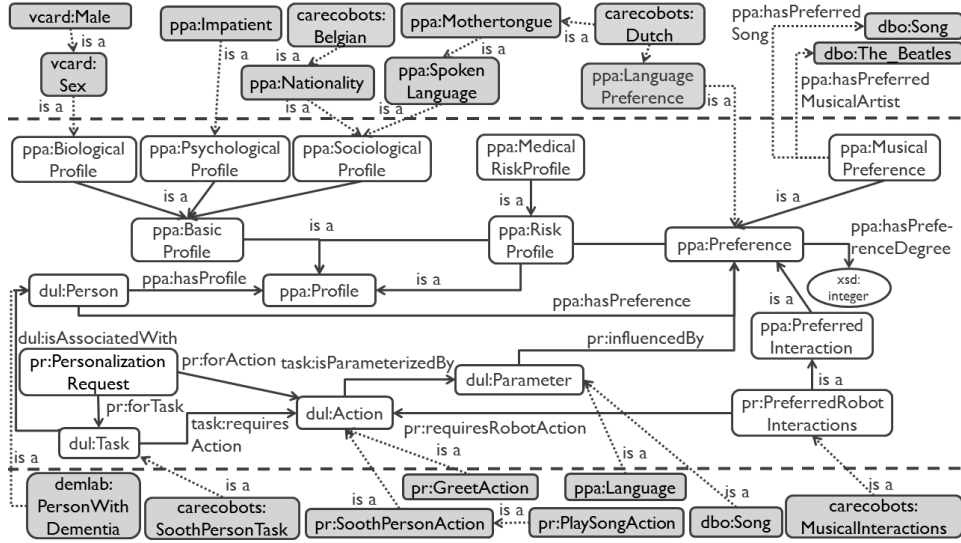 vcard:Male
is a
vcard:
Sex
is a
ppa:Impatient
carecobots:
Belgian
is a
ppa:Nationality
is a
ppa:Mothertongue
is a
ppa:Spoken
Language
is a
carecobots:
Dutch
is a
ppa:Language
Preference
is a
ppa:hasPreferred
Song
dbo:Song
dbo:The_Beatles
ppa:hasPreferred
MusicalArtist
is a
ppa:Biological
Profile
ppa:Psychological
Profile
ppa:Sociological
Profile
ppa:Medical
RiskProfile
ppa:Musical
Preference
is a
is a
is a
ppa:Basic
Profile
is a
ppa:Risk
Profile
ppa:Preference
ppa:hasPrefe-
renceDegree
dul:Person
ppa:hasProfile
ppa:Profile
is a
xsd:
integer
ppa:hasPreference
is a
ppa:Preferred
Interaction
dul:isAssociatedWith
pr:Personalization
Request
pr:forAction
task:isParameterizedBy
pr:influencedBy
dul:Parameter
is a
pr:forTask
task:requires
Action
dul:Action
pr:requiresRobotAction
pr:PreferredRobot
Interactions
dul:Task
is a
is a
is a
is a
is a
is a
demlab:
PersonWith
Dementia
carecobots:
SoothPersonTask
pr:GreetAction
ppa:Language
is a
pr:SoothPersonAction
is a
pr:PlaySongAction
dbo:Song
carecobots:
MusicalInteractions